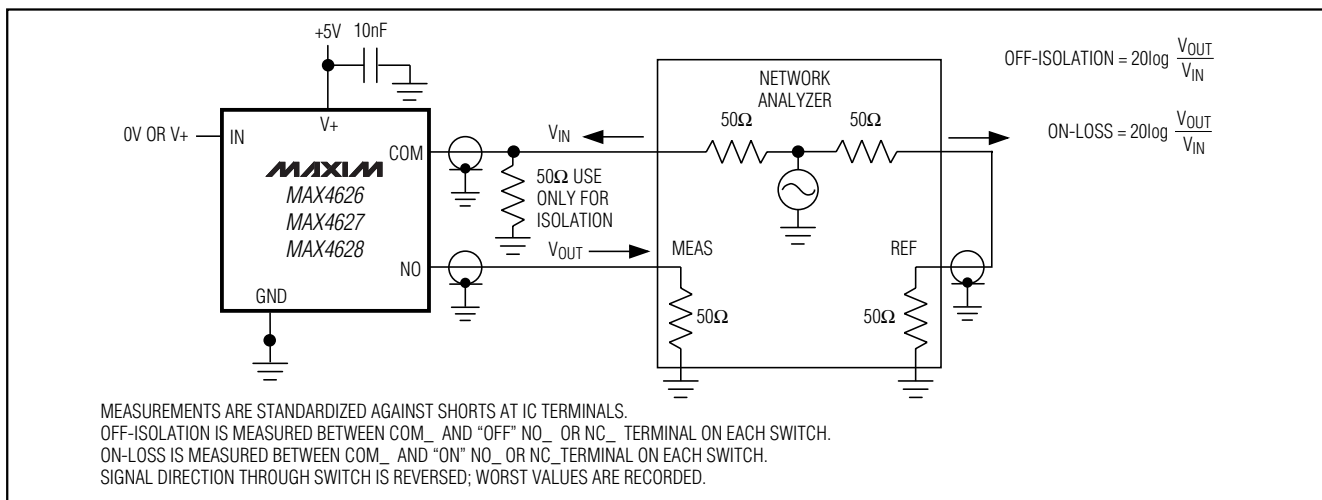 +5V 10nF
OFF-ISOLATION = 20log VOUT
VIN
NETWORK
ANALYZER
0V OR V+
IN
V+
COM
VIN
50Ω
50Ω
ON-LOSS = 20log VOUT
VIN
MAXIM
MAX4626
MAX4627
MAX4628
50Ω USE
ONLY FOR
ISOLATION
VOUT
MEAS
REF
NO
GND
50Ω
50Ω
MEASUREMENTS ARE STANDARDIZED AGAINST SHORTS AT IC TERMINALS.
OFF-ISOLATION IS MEASURED BETWEEN COM_ AND “OFF” NO_ OR NC_ TERMINAL ON EACH SWITCH.
ON-LOSS IS MEASURED BETWEEN COM_ AND “ON” NO_ OR NC_TERMINAL ON EACH SWITCH.
SIGNAL DIRECTION THROUGH SWITCH IS REVERSED; WORST VALUES ARE RECORDED.